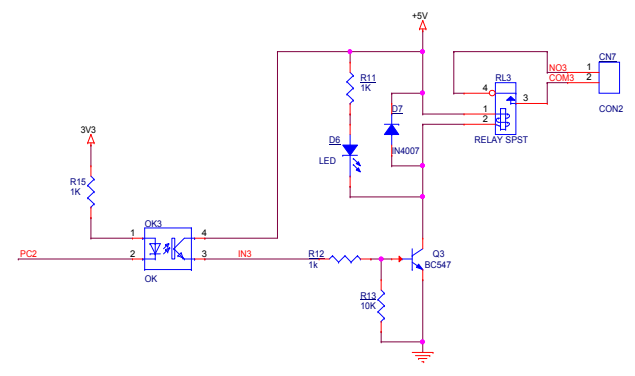 +5V
R11
1K
RL3
CN7
NO3
1
COM3
2
4
3
1
2
CON2
RELAY SPST
D7
IN4007
D6
LED
3V3
R15
1K
OK3
1
4
2
3
PC2
IN3
OK
R12
1k
Q3
BC547
R13
10K